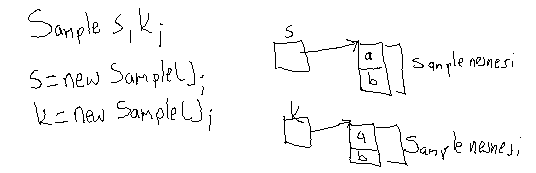 Sample s,k;
s=new Sample();
k=new Sample();
s
a
b
Sample nesnesi
k
a
b
Sample nesnesi